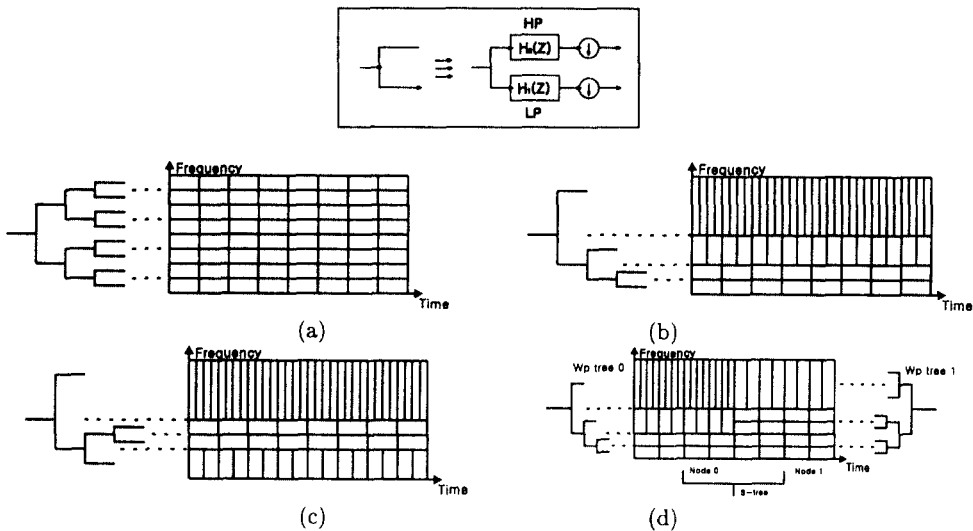 HP
H₀(Z)
H₁(Z)
LP
Frequency
Time
(a)
Frequency
Time
(b)
Frequency
Time
(c)
Frequency
Wp tree 0
Wp tree 1
Node 0
Node 1
Time
S-tree
(d)